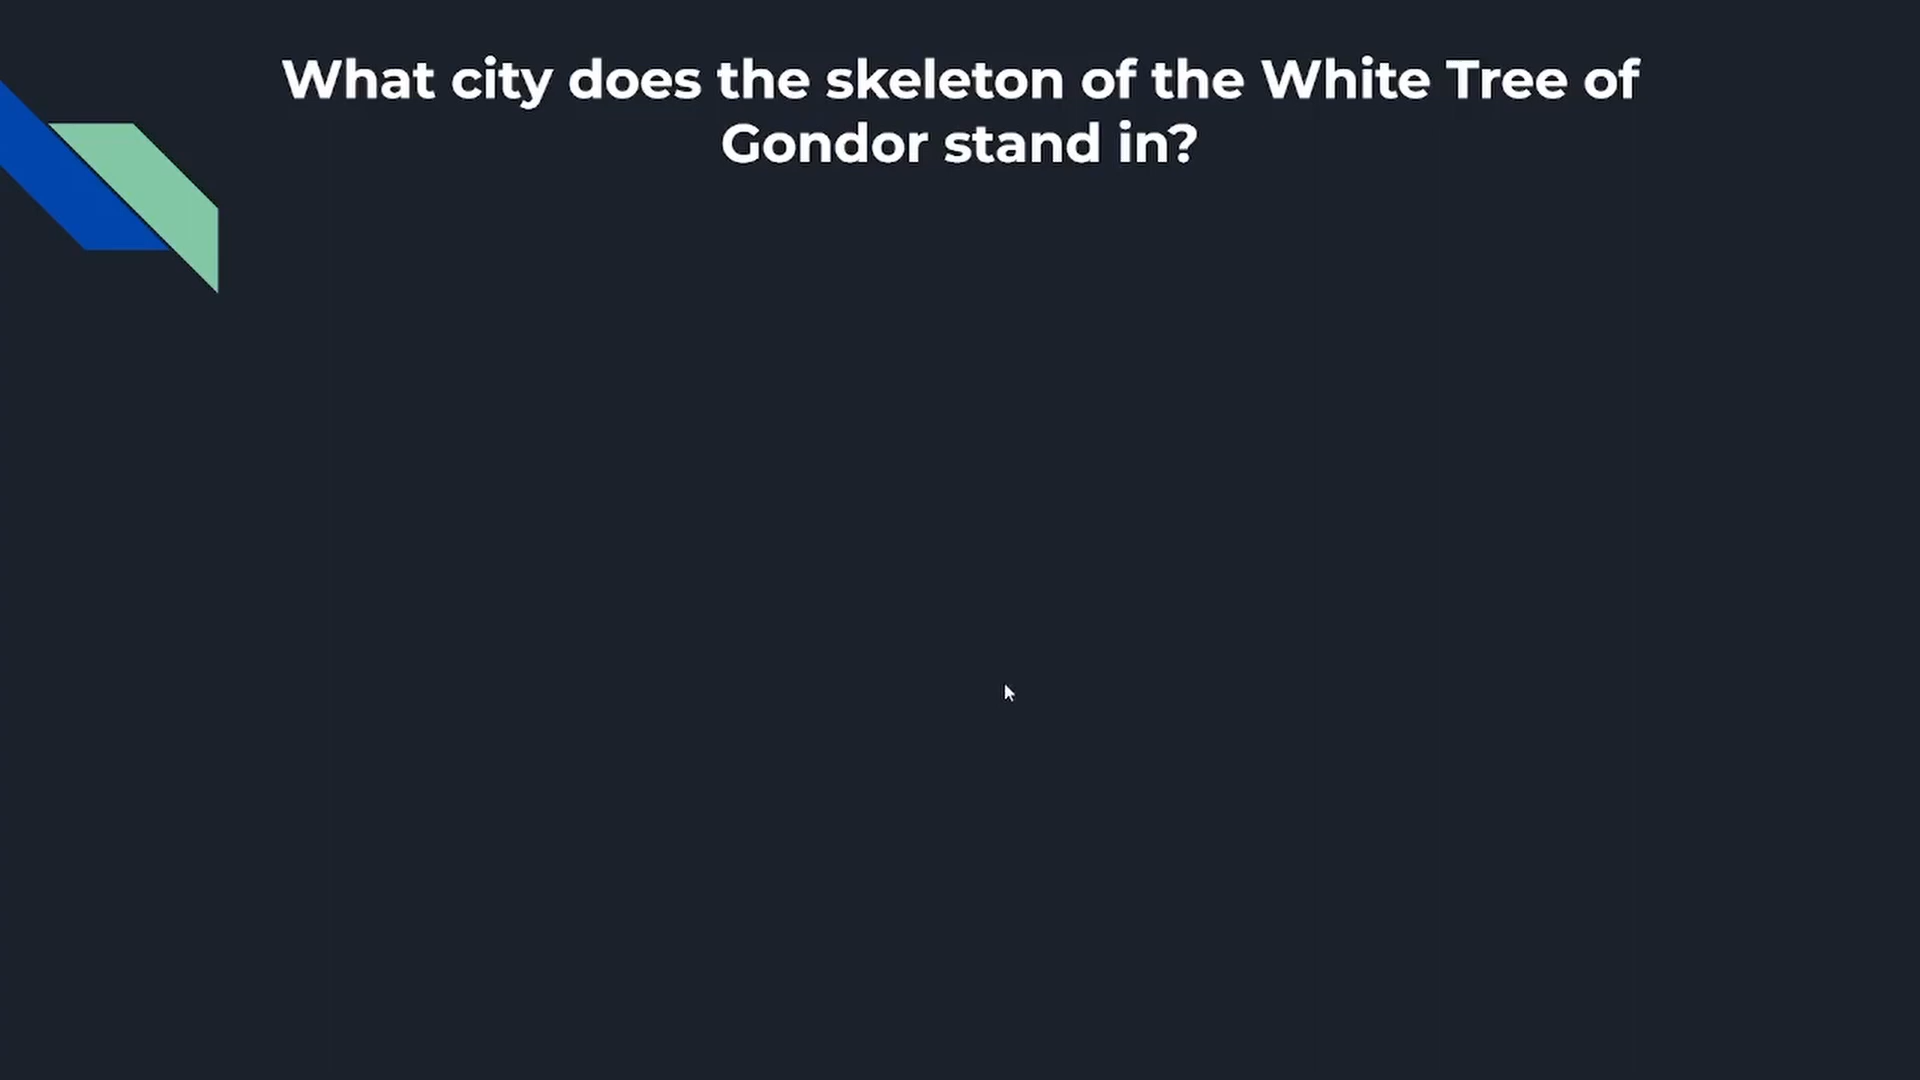 What city does the skeleton of the White Tree of
Gondor stand in?